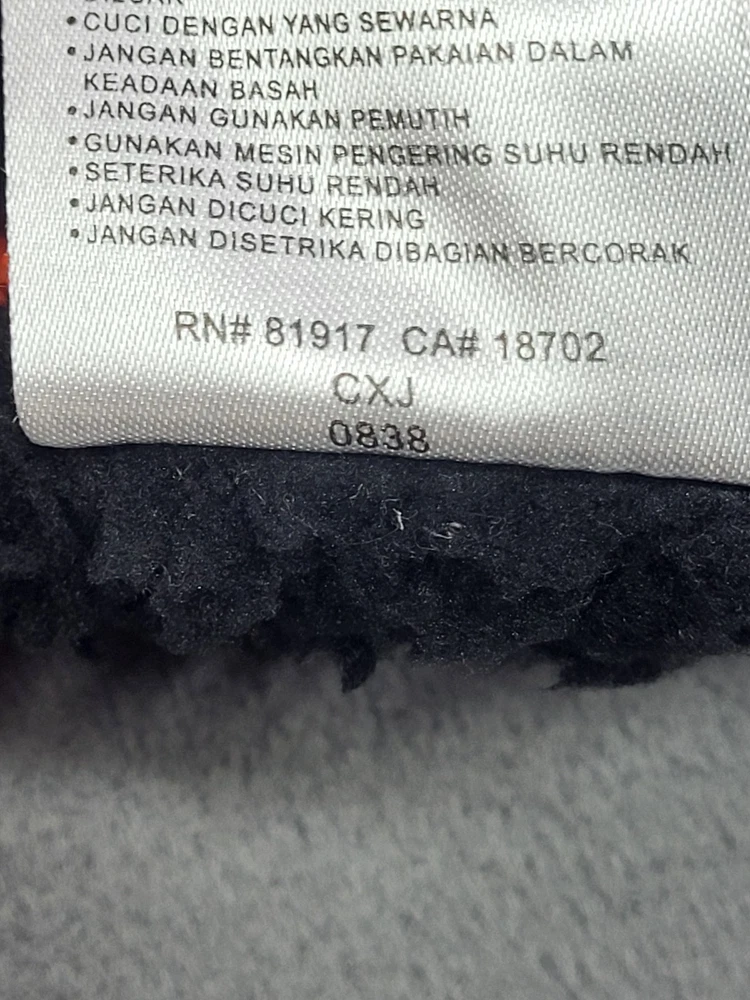 •CUCI DENGAN YANG SEWARNA
•JANGAN BENTANGKAN PAKAIAN DALAM
KEADAAN BASAH
•JANGAN GUNAKAN PEMUTIH
•GUNAKAN MESIN PENGERING SUHU RENDAH
•SETERIKA SUHU RENDAH
•JANGAN DICUCI KERING
•JANGAN DISETRIKA DIBAGIAN BERCORAK
RN# 81917 CA# 18702
CXJ
0838